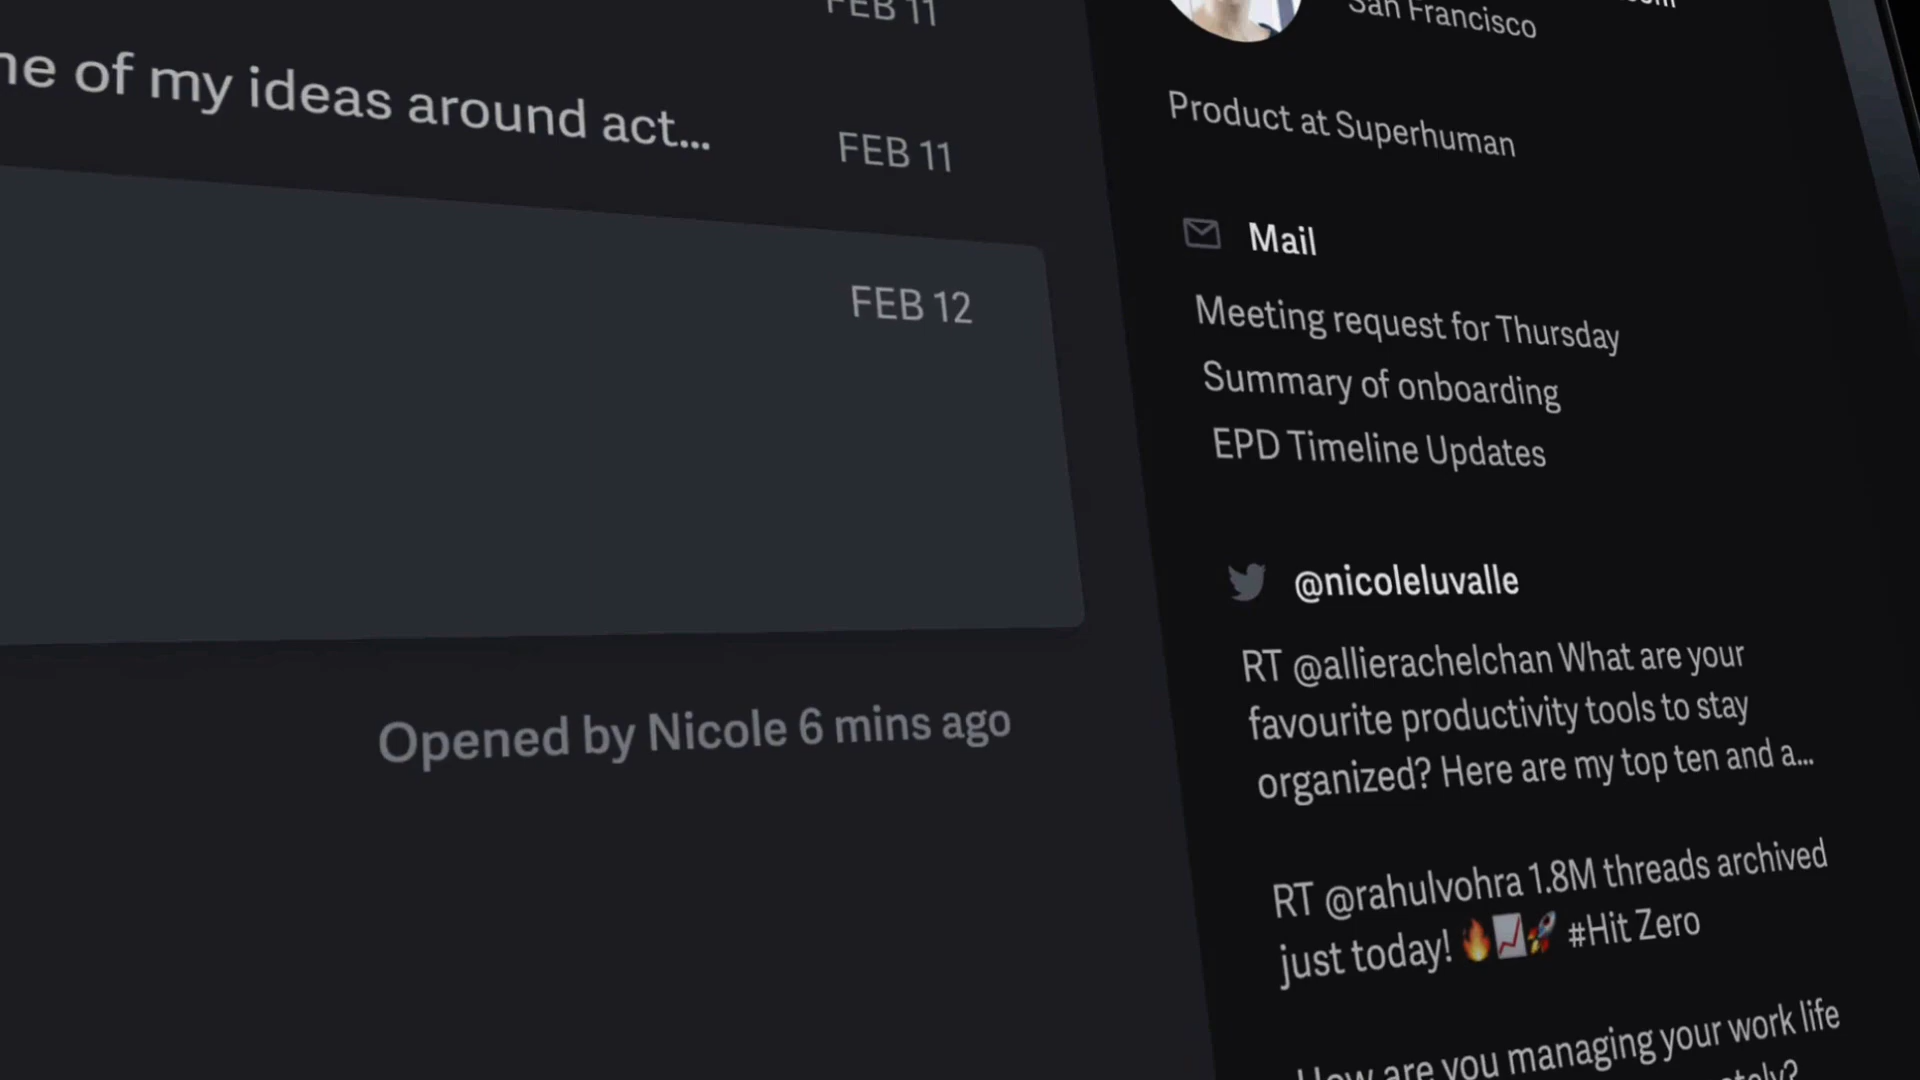 FEB 11
ne of my ideas around act...
FEB 11
FEB 12
Opened by Nicole 6 mins ago
San Francisco
Product at Superhuman
Mail
Meeting request for Thursday
Summary of onboarding
EPD Timeline Updates
@nicoleluvalle
RT @allierachelchan What are your
favourite productivity tools to stay
organized? Here are my top ten and a...
RT @rahulvohra 1.8M threads archived
just today! 🔥📈🚀 #Hit Zero
How are you managing your work life